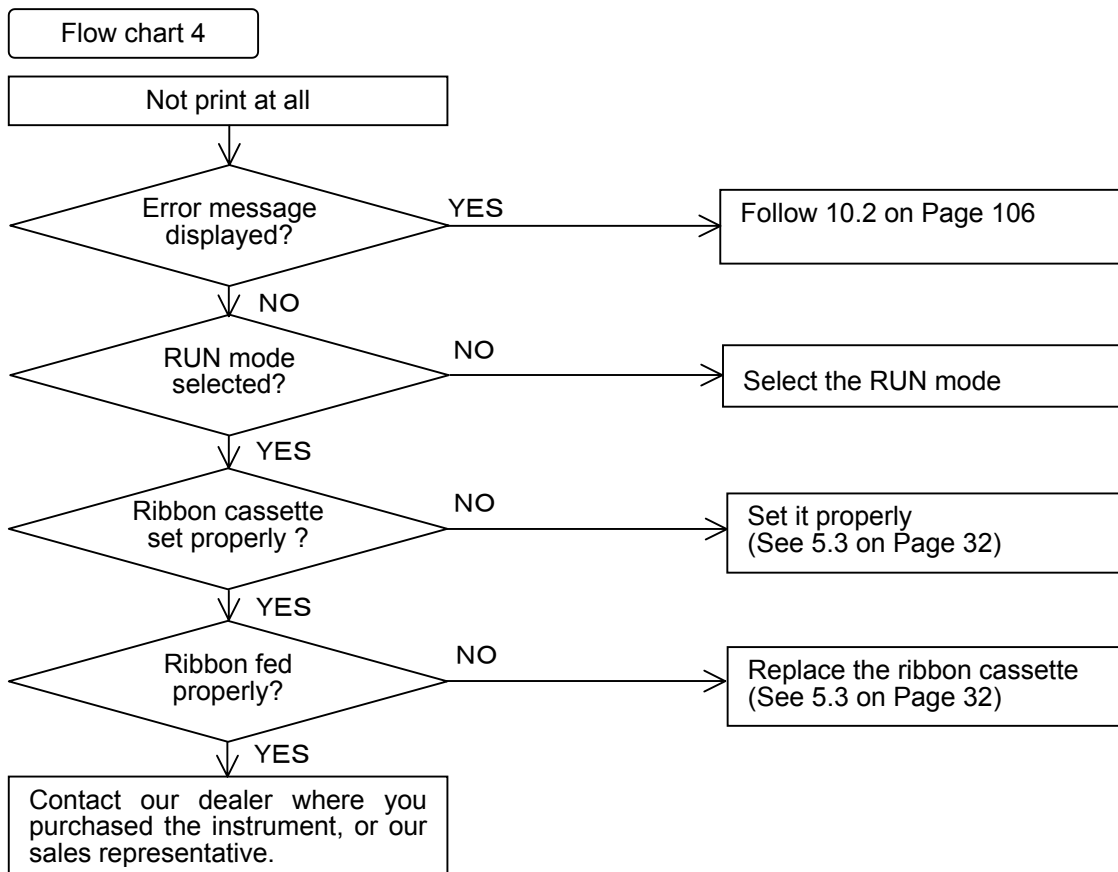 Flow chart 4
Not print at all
Error message
displayed?
YES
Follow 10.2 on Page 106
NO
RUN mode
selected?
NO
Select the RUN mode
YES
Ribbon cassette
set properly ?
NO
Set it properly
(See 5.3 on Page 32)
YES
Ribbon fed
properly?
NO
Replace the ribbon cassette
(See 5.3 on Page 32)
YES
Contact our dealer where you
purchased the instrument, or our
sales representative.